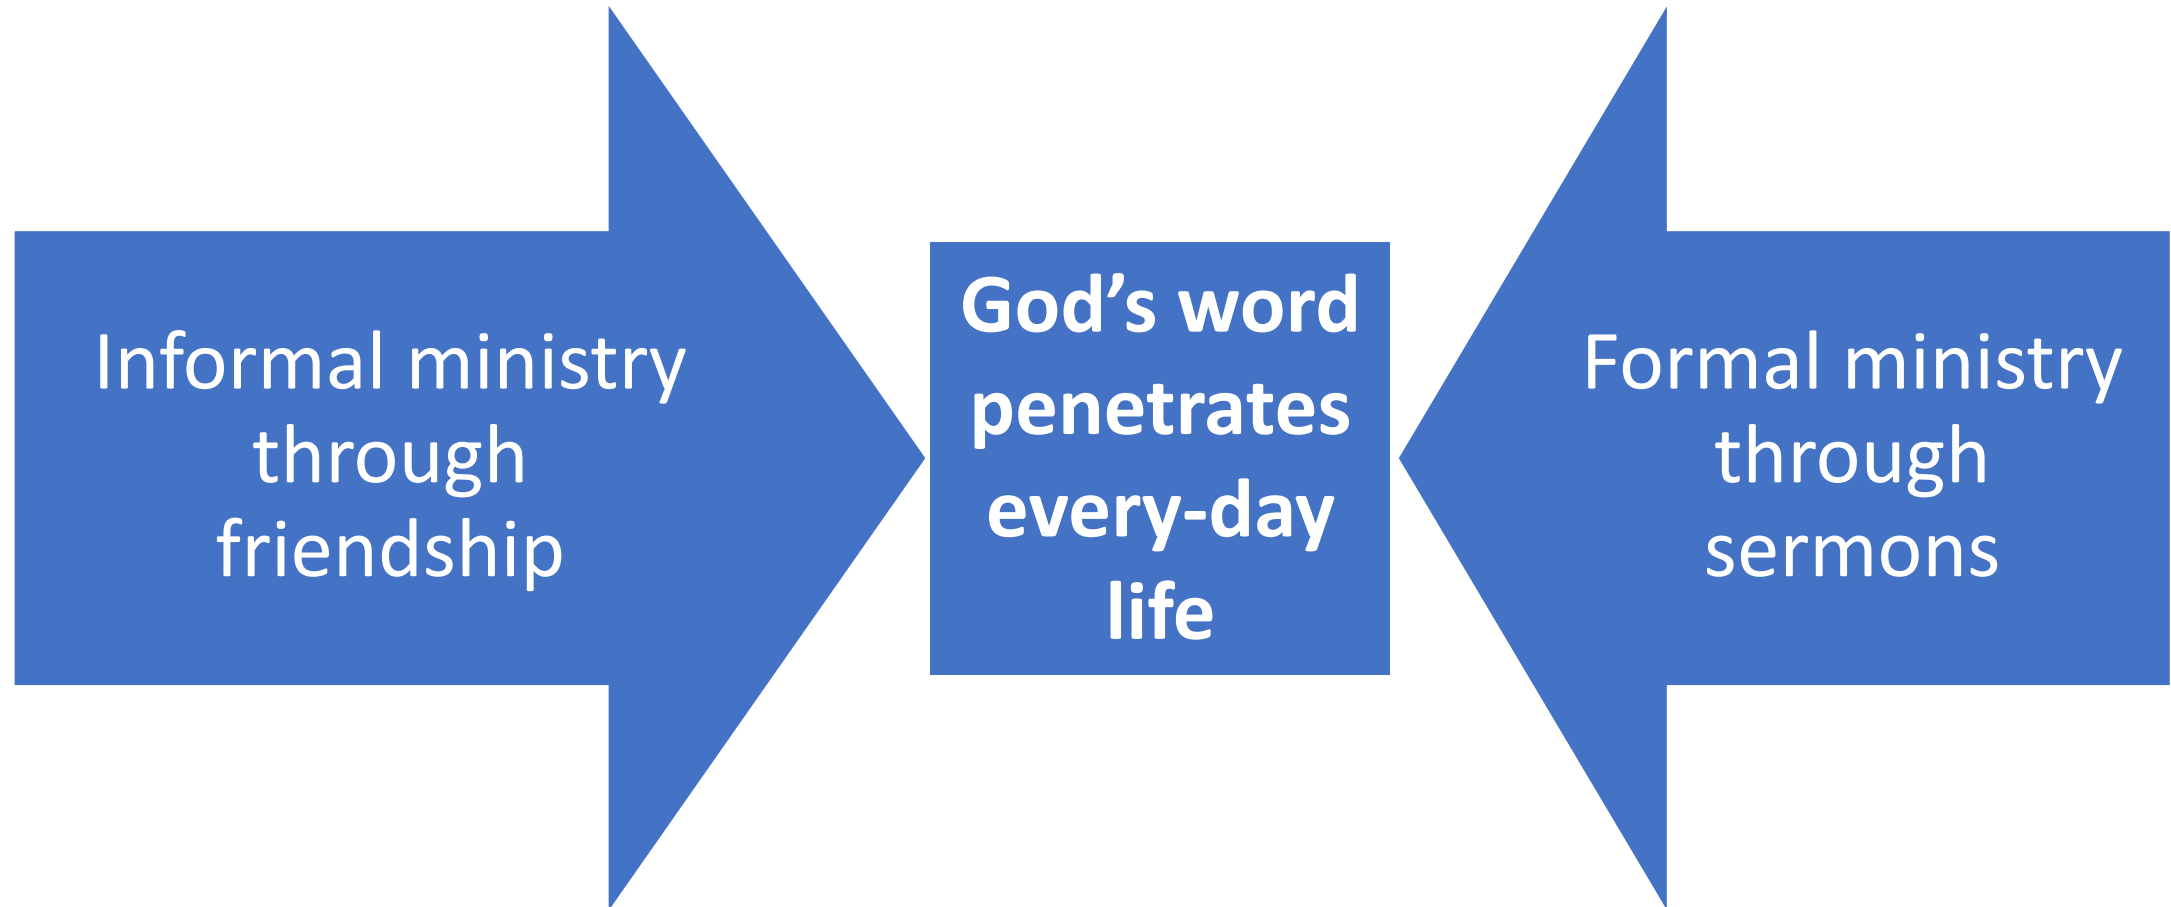 Informal ministry
through
friendship
God’s word
penetrates
every-day
life
Formal ministry
through
sermons